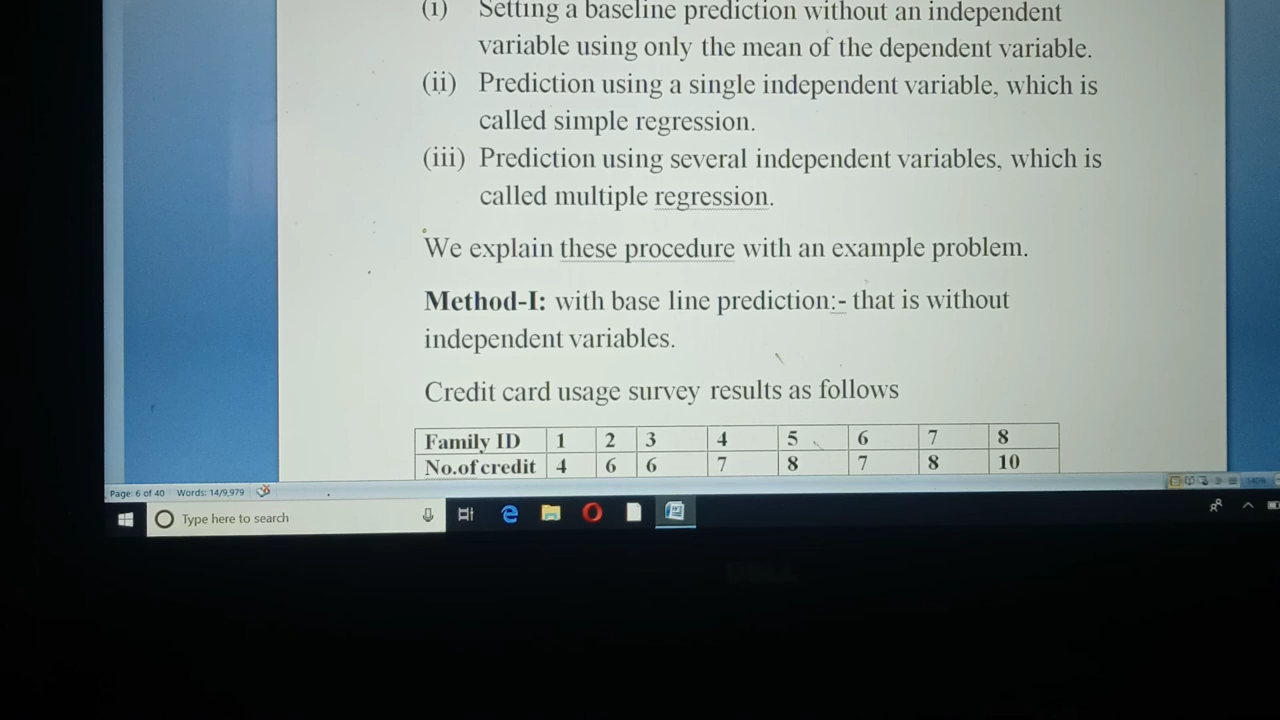 (i) Setting a baseline prediction without an independent
variable using only the mean of the dependent variable.
(ii) Prediction using a single independent variable, which is
called simple regression.
(iii) Prediction using several independent variables, which is
called multiple regression.
We explain these procedure with an example problem.
Method-I: with base line prediction:- that is without
independent variables.
Credit card usage survey results as follows
Family ID 1 2 3 4 5 6 7 8
No.of credit 4 6 6 7 8 7 8 10
Page: 6 of 40 Words: 14/9,979 140%
Type here to search